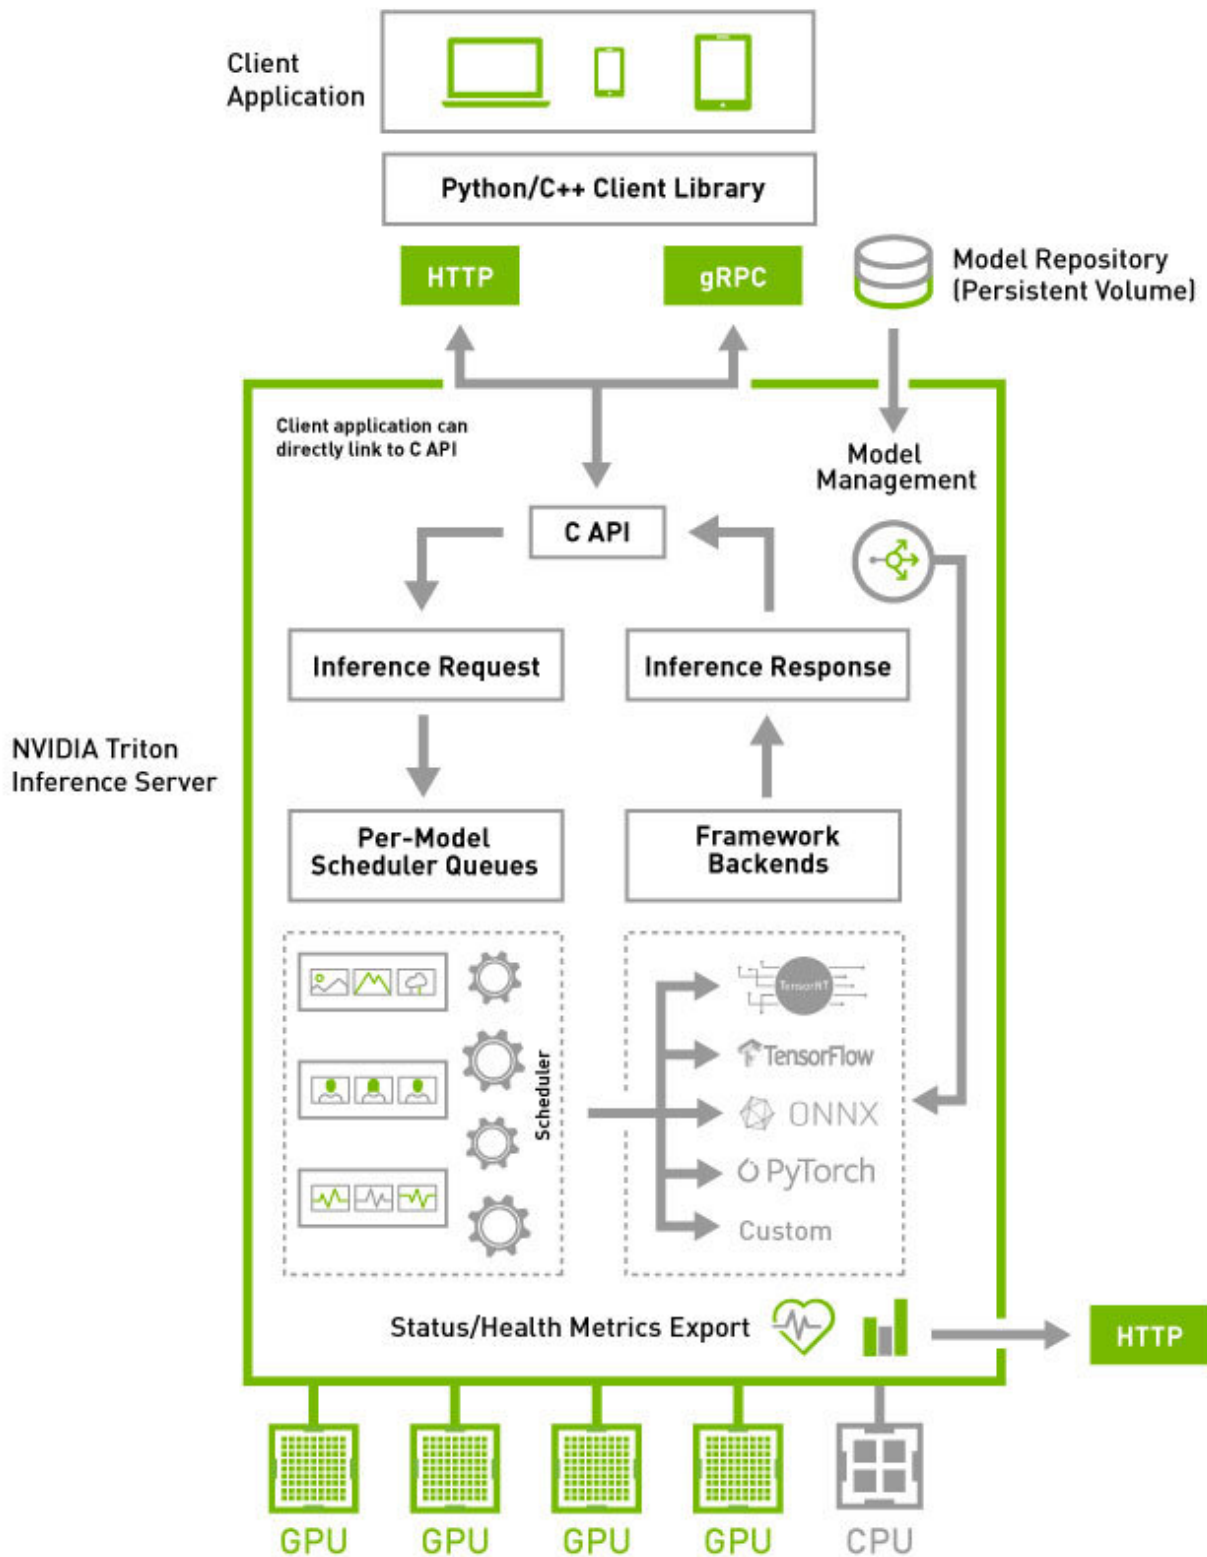 Client
Application
Python/C++ Client Library
HTTP
gRPC
Model Repository
(Persistent Volume)
Client application can
directly link to C API
Model
Management
C API
Inference Request
Inference Response
NVIDIA Triton
Inference Server
Per-Model
Scheduler Queues
Framework
Backends
Scheduler
TensorRT
TensorFlow
ONNX
PyTorch
Custom
Status/Health Metrics Export
HTTP
GPU
GPU
GPU
GPU
CPU